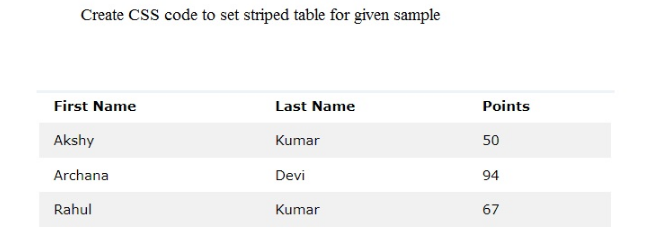 Create CSS code to set striped table for given sample
First Name Last Name Points
Akshy Kumar 50
Archana Devi 94
Rahul Kumar 67